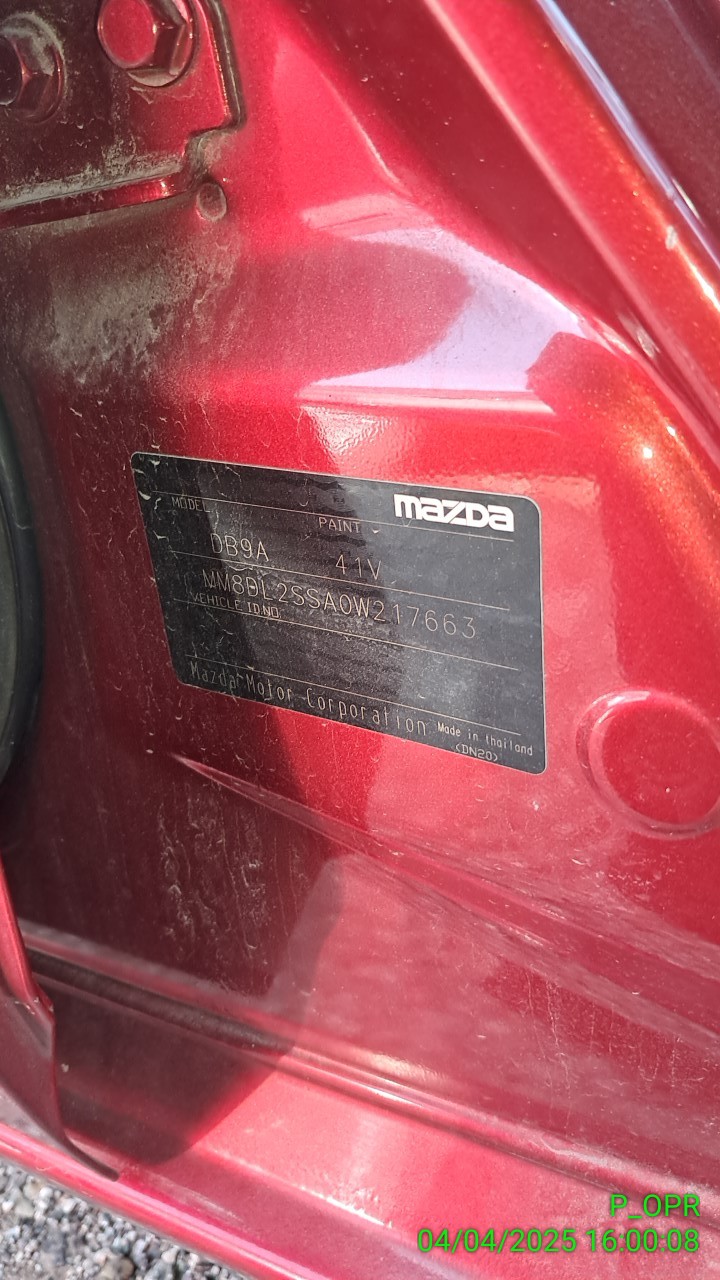 MODEL
PAINT
mazda
DB9A 41V
MM8DL2SSA0W217663
VEHICLE ID.NO.
Mazda Motor Corporation
Made in thailand
<DN20>
P_OPR
04/04/2025 16:00:08